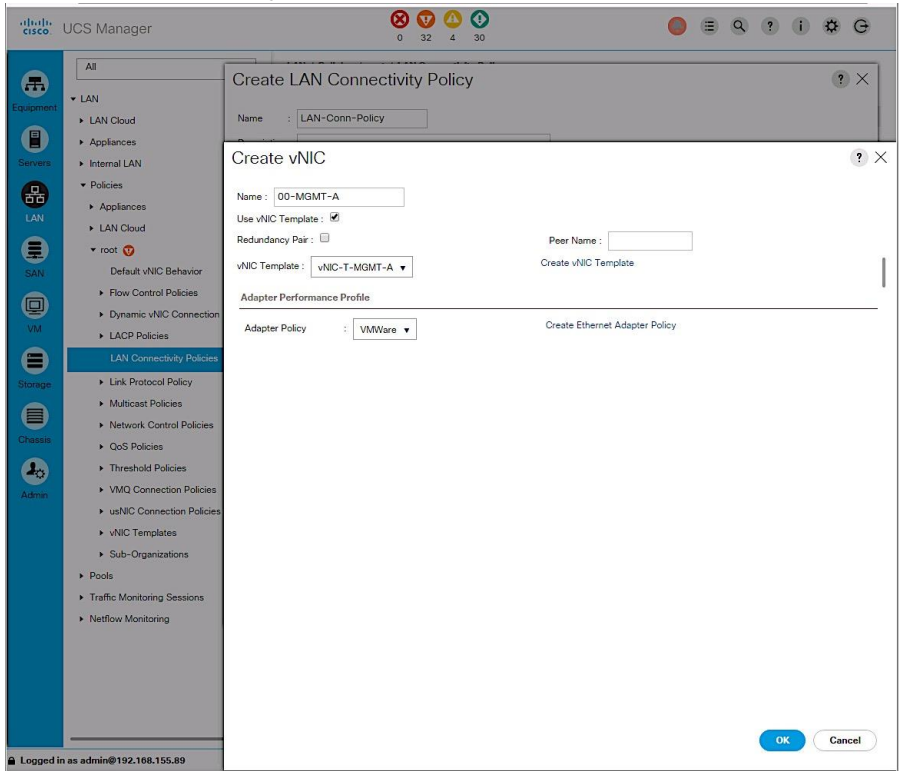 CISCO. UCS Manager
0 32 4 30
Equipment
Servers
LAN
SAN
VM
Storage
Chassis
Admin
All
LAN
LAN Cloud
Appliances
Internal LAN
Policies
Appliances
LAN Cloud
root
Default vNIC Behavior
Flow Control Policies
Dynamic vNIC Connection
LACP Policies
LAN Connectivity Policies
Link Protocol Policy
Multicast Policies
Network Control Policies
QoS Policies
Threshold Policies
VMQ Connection Policies
usNIC Connection Policies
vNIC Templates
Sub-Organizations
Pools
Traffic Monitoring Sessions
Netflow Monitoring
Create LAN Connectivity Policy ? ×
Name : LAN-Conn-Policy
Create vNIC ? ×
Name : 00-MGMT-A
Use vNIC Template :
Redundancy Pair : Peer Name :
vNIC Template : vNIC-T-MGMT-A Create vNIC Template
Adapter Performance Profile
Adapter Policy : VMWare Create Ethernet Adapter Policy
OK Cancel
Logged in as admin@192.168.155.89